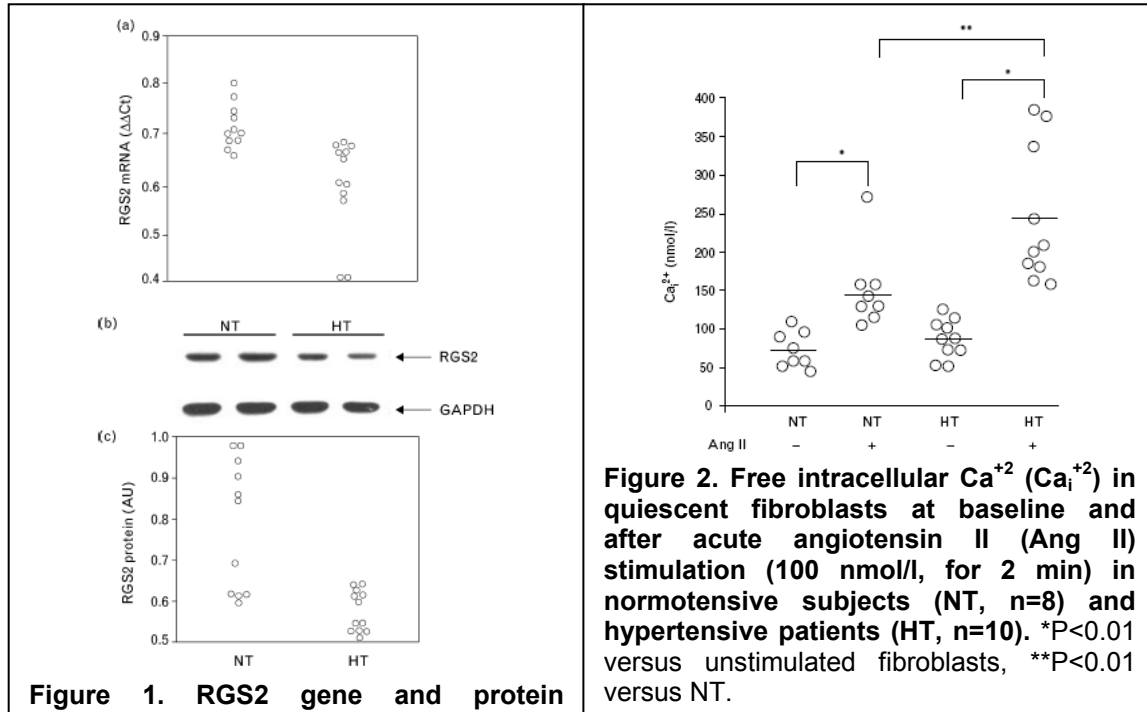 (a)
0.9
0.8
0.7
0.6
0.5
0.4
RGS2 mRNA (ΔΔCt)
(b)
NT HT
RGS2
GAPDH
(c)
1.0
0.9
0.8
0.7
0.6
0.5
RGS2 protein (AU)
NT HT
Figure 1. RGS2 gene and protein
**
*
*
400
350
300
250
200
150
100
50
0
Caᵢ²⁺ (nmol/l)
NT NT HT HT
Ang II – + – +
Figure 2. Free intracellular Ca⁺² (Caᵢ⁺²) in
quiescent fibroblasts at baseline and
after acute angiotensin II (Ang II)
stimulation (100 nmol/l, for 2 min) in
normotensive subjects (NT, n=8) and
hypertensive patients (HT, n=10). *P<0.01
versus unstimulated fibroblasts, **P<0.01
versus NT.